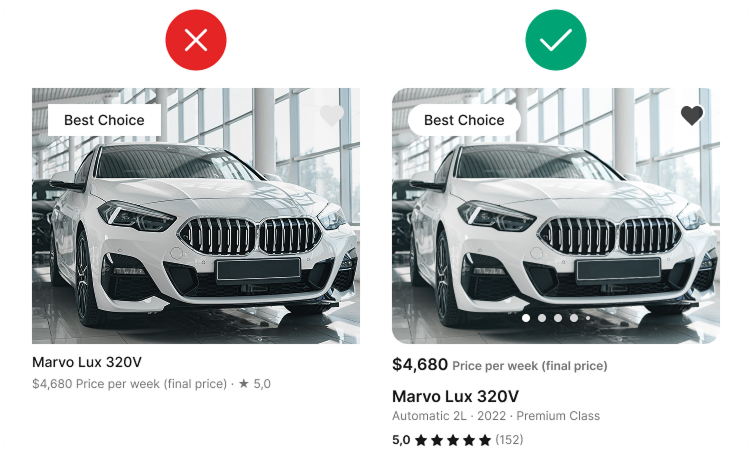 Best Choice
Marvo Lux 320V
$4,680 Price per week (final price) · ★ 5,0
Best Choice
$4,680 Price per week (final price)
Marvo Lux 320V
Automatic 2L · 2022 · Premium Class
5,0 ★★★★★ (152)